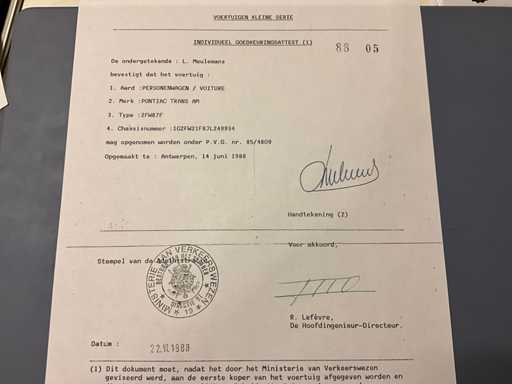 VOERTUIGEN KLEINE SERIE
INDIVIDUEEL GOEDKEURINGSATTEST (1) 88 05
De ondergetekende : L. Meulemans
bevestigt dat het voertuig :
1. Aard :PERSONENWAGEN / VOITURE
2. Merk :PONTIAC TRANS AM
3. Type :2FW87F
4. Chassisnummer :1G2FW21F8JL249934
mag opgenomen worden onder P.V.G. nr. 85/4809
Opgemaakt te : Antwerpen, 14 juni 1988
Handtekening (2)
Voor akkoord,
Stempel van de
MINISTERIE VAN VERKEERSWEZEN
R. Lefèvre,
De Hoofdingenieur-Directeur.
Datum : 22.VI.1988
(1) Dit document moet, nadat het door het Ministerie van Verkeerswezen
geviseerd werd, aan de eerste koper van het voertuig afgegeven worden en